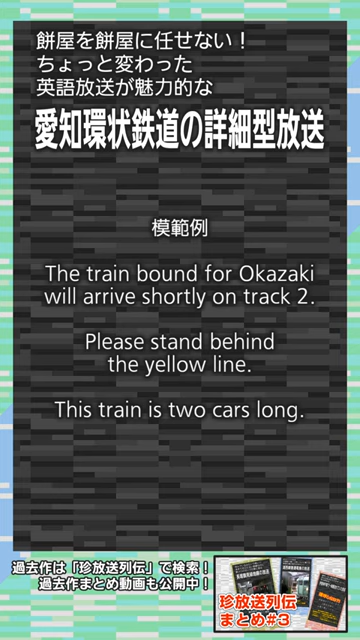 餅屋を餅屋に任せない!
ちょっと変わった
英語放送が魅力的な
愛知環状鉄道の詳細型放送
模範例
The train bound for Okazaki
will arrive shortly on track 2.
Please stand behind
the yellow line.
This train is two cars long.
過去作は「珍放送列伝」で検索!
過去作まとめ動画も公開中!
珍放送列伝
まとめ#3